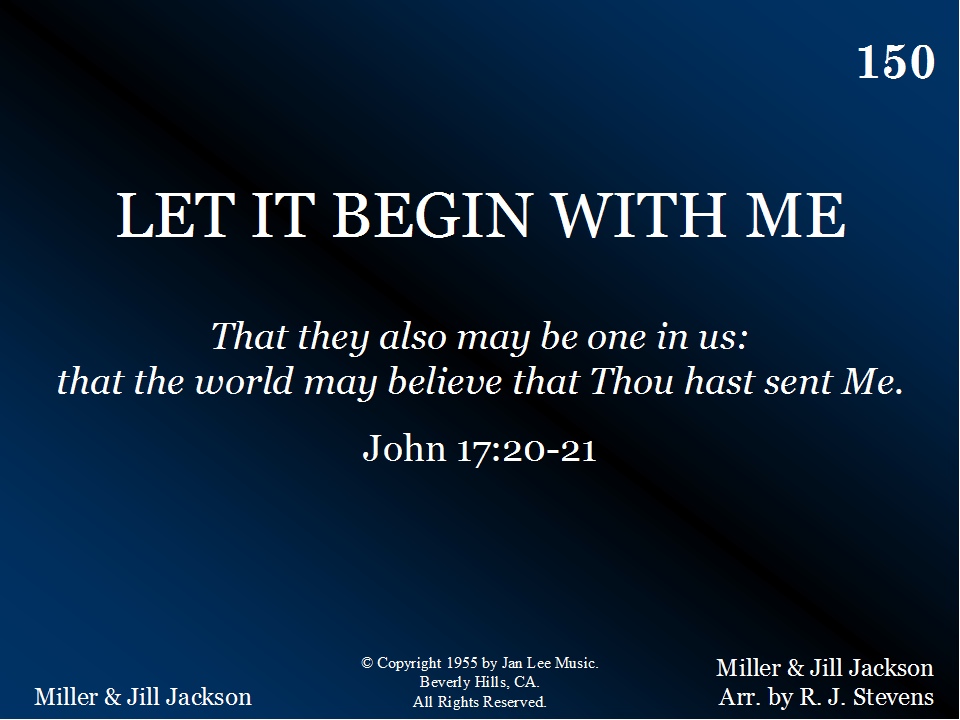 150
LET IT BEGIN WITH ME
That they also may be one in us:
that the world may believe that Thou hast sent Me.
John 17:20-21
Miller & Jill Jackson
© Copyright 1955 by Jan Lee Music.
Beverly Hills, CA.
All Rights Reserved.
Miller & Jill Jackson
Arr. by R. J. Stevens